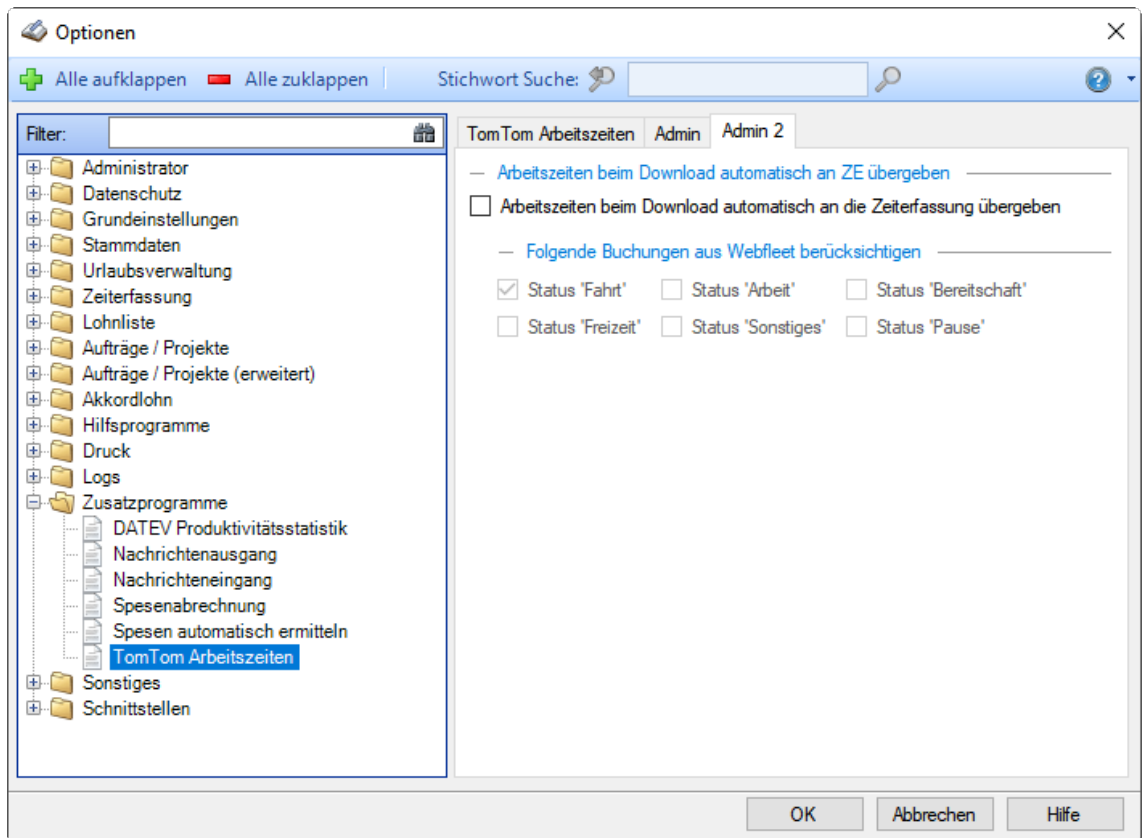 Optionen
Alle aufklappen Alle zuklappen Stichwort Suche:
Filter:
Administrator
Datenschutz
Grundeinstellungen
Stammdaten
Urlaubsverwaltung
Zeiterfassung
Lohnliste
Aufträge / Projekte
Aufträge / Projekte (erweitert)
Akkordlohn
Hilfsprogramme
Druck
Logs
Zusatzprogramme
DATEV Produktivitätsstatistik
Nachrichtenausgang
Nachrichteneingang
Spesenabrechnung
Spesen automatisch ermitteln
TomTom Arbeitszeiten
Sonstiges
Schnittstellen
TomTom Arbeitszeiten Admin Admin 2
Arbeitszeiten beim Download automatisch an ZE übergeben
Arbeitszeiten beim Download automatisch an die Zeiterfassung übergeben
Folgende Buchungen aus Webfleet berücksichtigen
Status 'Fahrt' Status 'Arbeit' Status 'Bereitschaft'
Status 'Freizeit' Status 'Sonstiges' Status 'Pause'
OK Abbrechen Hilfe